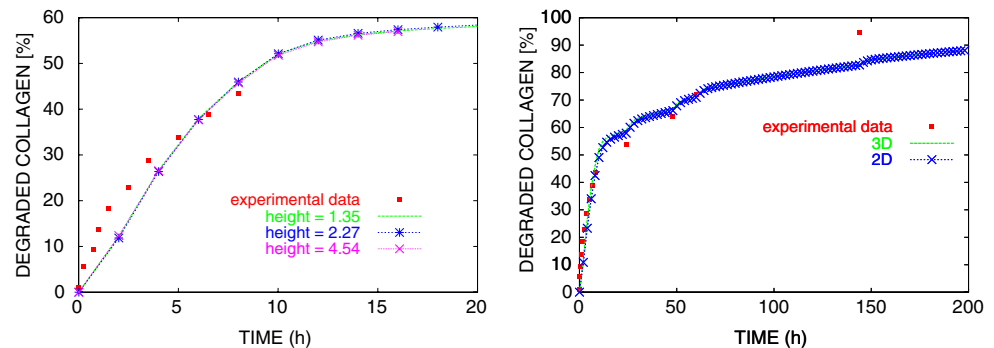 DEGRADED COLLAGEN [%]
60
50
40
30
20
10
0
0 5 10 15 20
TIME (h)
experimental data
height = 1.35
height = 2.27
height = 4.54
DEGRADED COLLAGEN [%]
100
90
80
70
60
50
40
30
20
10
0
0 50 100 150 200
TIME (h)
experimental data
3D
2D